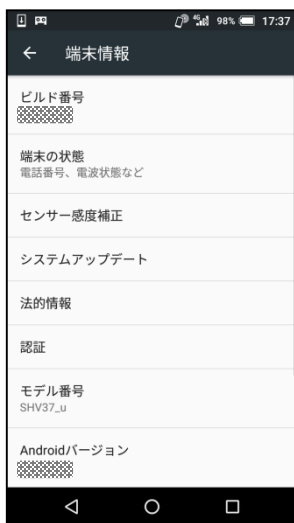 4G 98% 17:37
端末情報
ビルド番号
端末の状態
電話番号、電波状態など
センサー感度補正
システムアップデート
法的情報
認証
モデル番号
SHV37_u
Androidバージョン